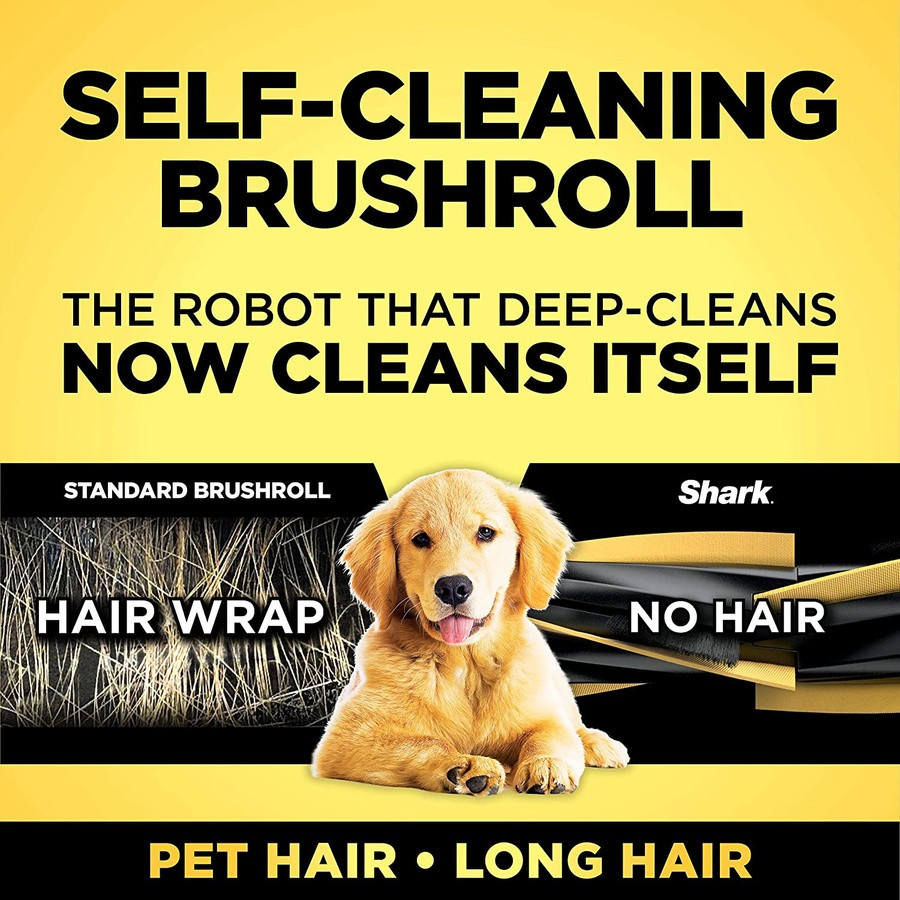 SELF-CLEANING
BRUSHROLL
THE ROBOT THAT DEEP-CLEANS
NOW CLEANS ITSELF
STANDARD BRUSHROLL
HAIR WRAP
Shark.
NO HAIR
PET HAIR • LONG HAIR